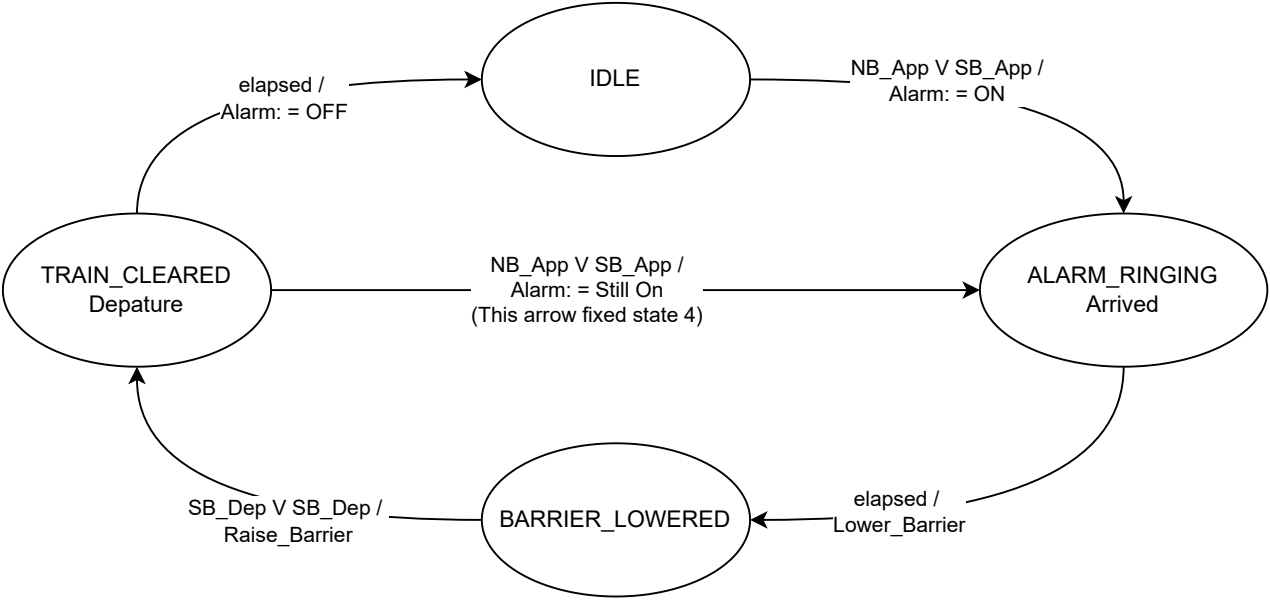 IDLE
NB_App V SB_App /
Alarm: = ON
elapsed /
Alarm: = OFF
TRAIN_CLEARED
Depature
NB_App V SB_App /
Alarm: = Still On
(This arrow fixed state 4)
ALARM_RINGING
Arrived
SB_Dep V SB_Dep /
Raise_Barrier
BARRIER_LOWERED
elapsed /
Lower_Barrier